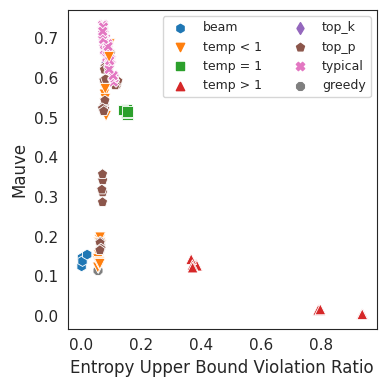 beam
temp < 1
temp = 1
temp > 1
top_k
top_p
typical
greedy
Mauve
0.7
0.6
0.5
0.4
0.3
0.2
0.1
0.0
0.0 0.2 0.4 0.6 0.8
Entropy Upper Bound Violation Ratio